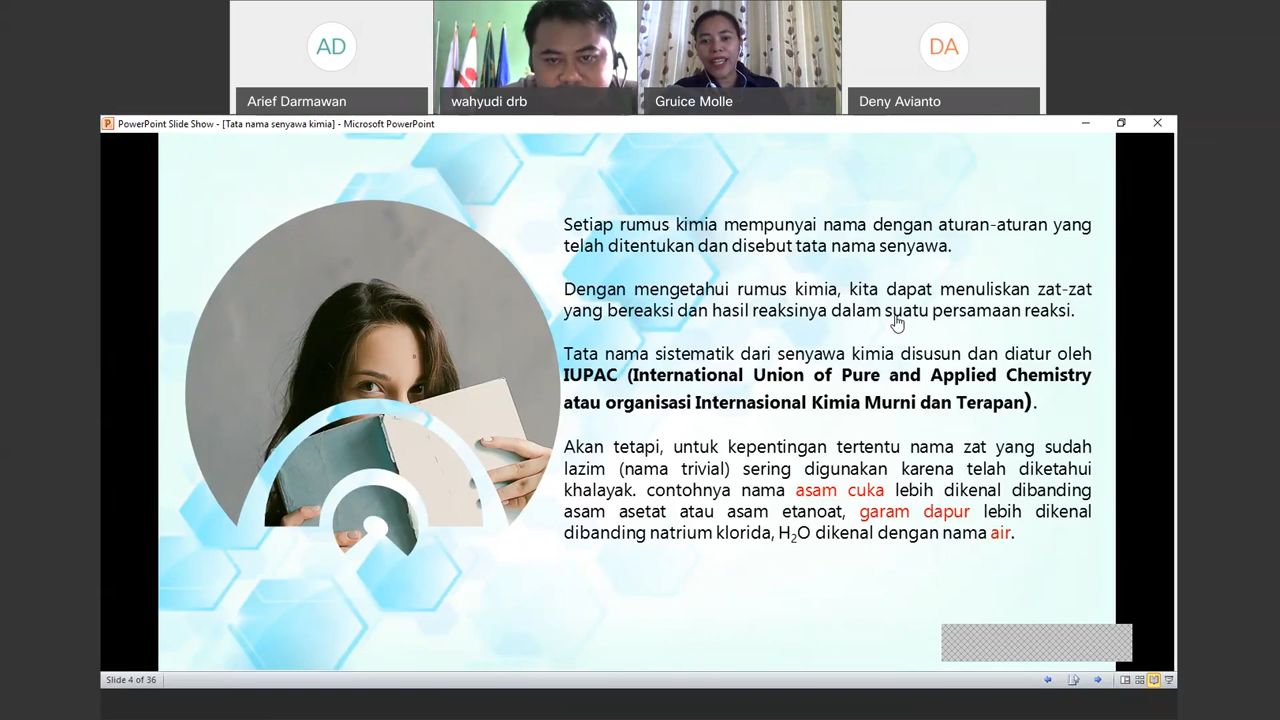 AD
DA
Arief Darmawan
wahyudi drb
Gruice Molle
Deny Avianto
PowerPoint Slide Show - [Tata nama senyawa kimia] - Microsoft PowerPoint
Setiap rumus kimia mempunyai nama dengan aturan-aturan yang
telah ditentukan dan disebut tata nama senyawa.
Dengan mengetahui rumus kimia, kita dapat menuliskan zat-zat
yang bereaksi dan hasil reaksinya dalam suatu persamaan reaksi.
Tata nama sistematik dari senyawa kimia disusun dan diatur oleh
IUPAC (International Union of Pure and Applied Chemistry
atau organisasi Internasional Kimia Murni dan Terapan).
Akan tetapi, untuk kepentingan tertentu nama zat yang sudah
lazim (nama trivial) sering digunakan karena telah diketahui
khalayak. contohnya nama asam cuka lebih dikenal dibanding
asam asetat atau asam etanoat, garam dapur lebih dikenal
dibanding natrium klorida, H₂O dikenal dengan nama air.
Slide 4 of 36